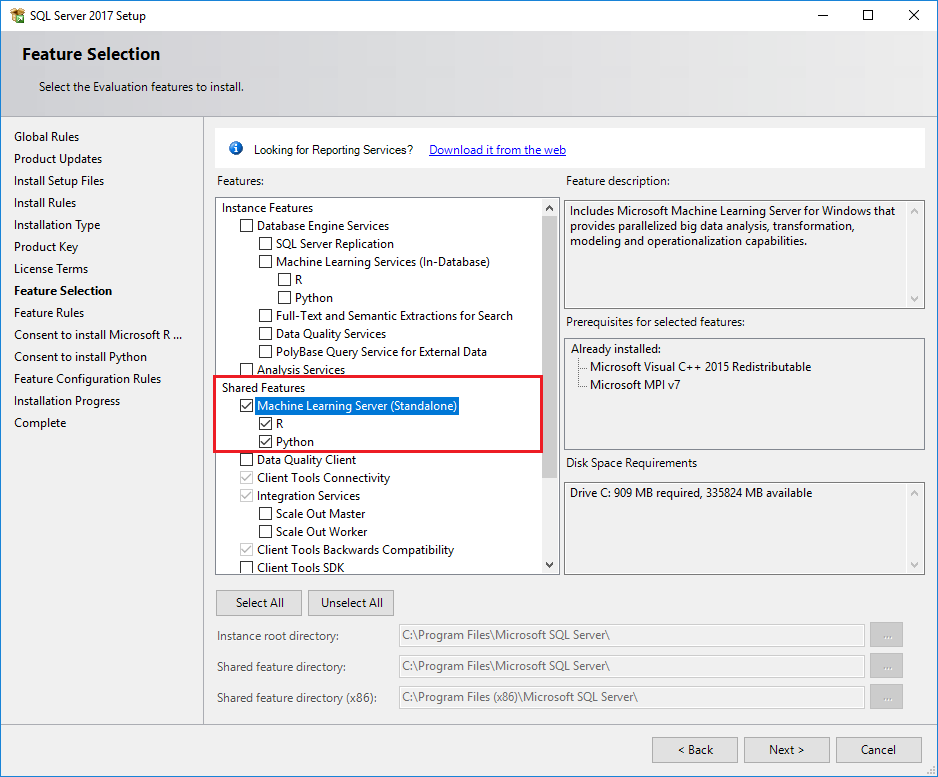 SQL Server 2017 Setup
Feature Selection
Select the Evaluation features to install.
Global Rules
Product Updates
Install Setup Files
Install Rules
Installation Type
Product Key
License Terms
Feature Selection
Feature Rules
Consent to install Microsoft R ...
Consent to install Python
Feature Configuration Rules
Installation Progress
Complete
Looking for Reporting Services? Download it from the web
Features:
Instance Features
Database Engine Services
SQL Server Replication
Machine Learning Services (In-Database)
R
Python
Full-Text and Semantic Extractions for Search
Data Quality Services
PolyBase Query Service for External Data
Analysis Services
Shared Features
Machine Learning Server (Standalone)
R
Python
Data Quality Client
Client Tools Connectivity
Integration Services
Scale Out Master
Scale Out Worker
Client Tools Backwards Compatibility
Client Tools SDK
Feature description:
Includes Microsoft Machine Learning Server for Windows that
provides parallelized big data analysis, transformation,
modeling and operationalization capabilities.
Prerequisites for selected features:
Already installed:
Microsoft Visual C++ 2015 Redistributable
Microsoft MPI v7
Disk Space Requirements
Drive C: 909 MB required, 335824 MB available
Select All
Unselect All
Instance root directory: C:\Program Files\Microsoft SQL Server\ ...
Shared feature directory: C:\Program Files\Microsoft SQL Server\ ...
Shared feature directory (x86): C:\Program Files (x86)\Microsoft SQL Server\ ...
< Back
Next >
Cancel